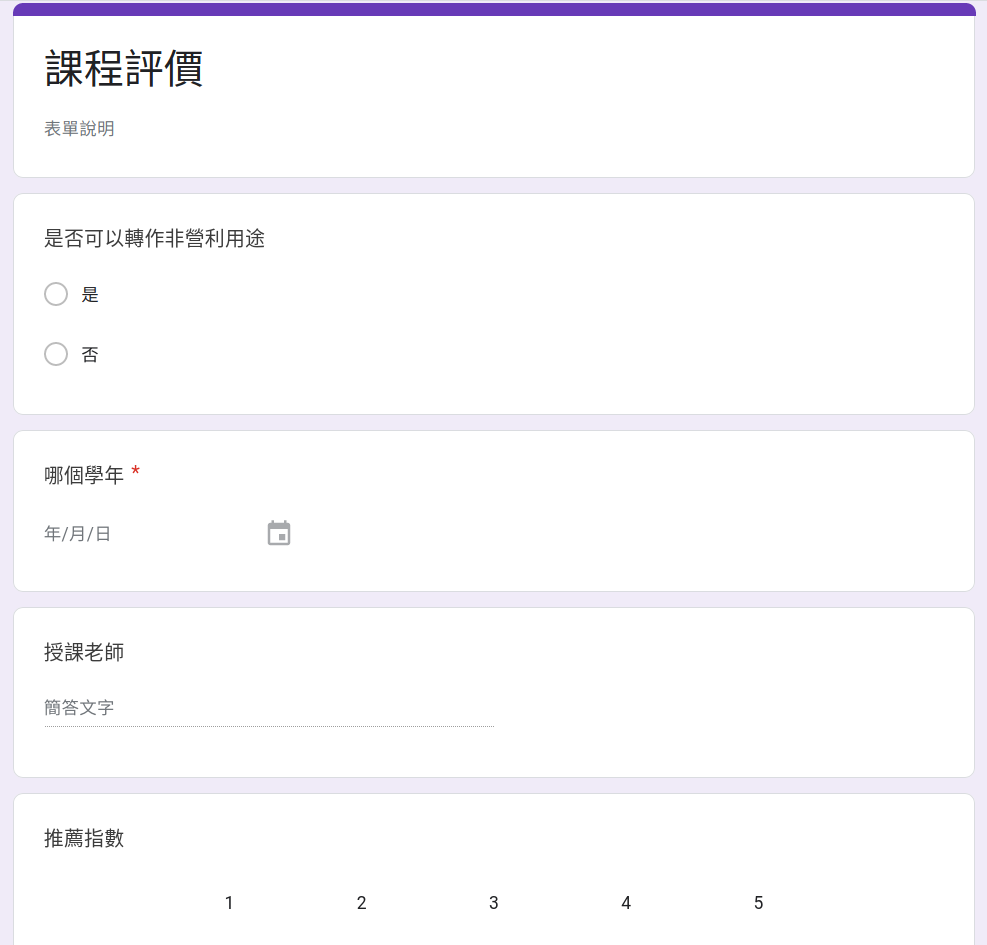 課程評價
表單說明
是否可以轉作非營利用途
是
否
哪個學年 *
年/月/日
授課老師
簡答文字
推薦指數
1 2 3 4 5